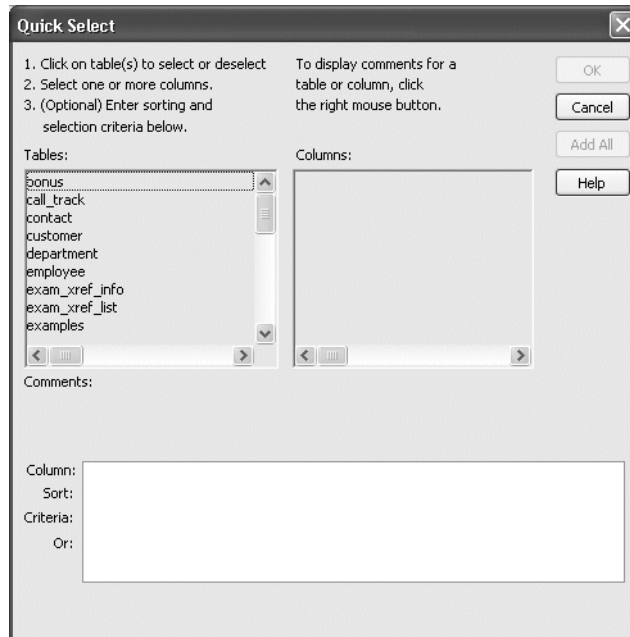 Quick Select
1. Click on table(s) to select or deselect
2. Select one or more columns.
3. (Optional) Enter sorting and
selection criteria below.
To display comments for a
table or column, click
the right mouse button.
OK
Cancel
Add All
Help
Tables:
bonus
call_track
contact
customer
department
employee
exam_xref_info
exam_xref_list
examples
Columns:
Comments:
Column:
Sort:
Criteria:
Or: